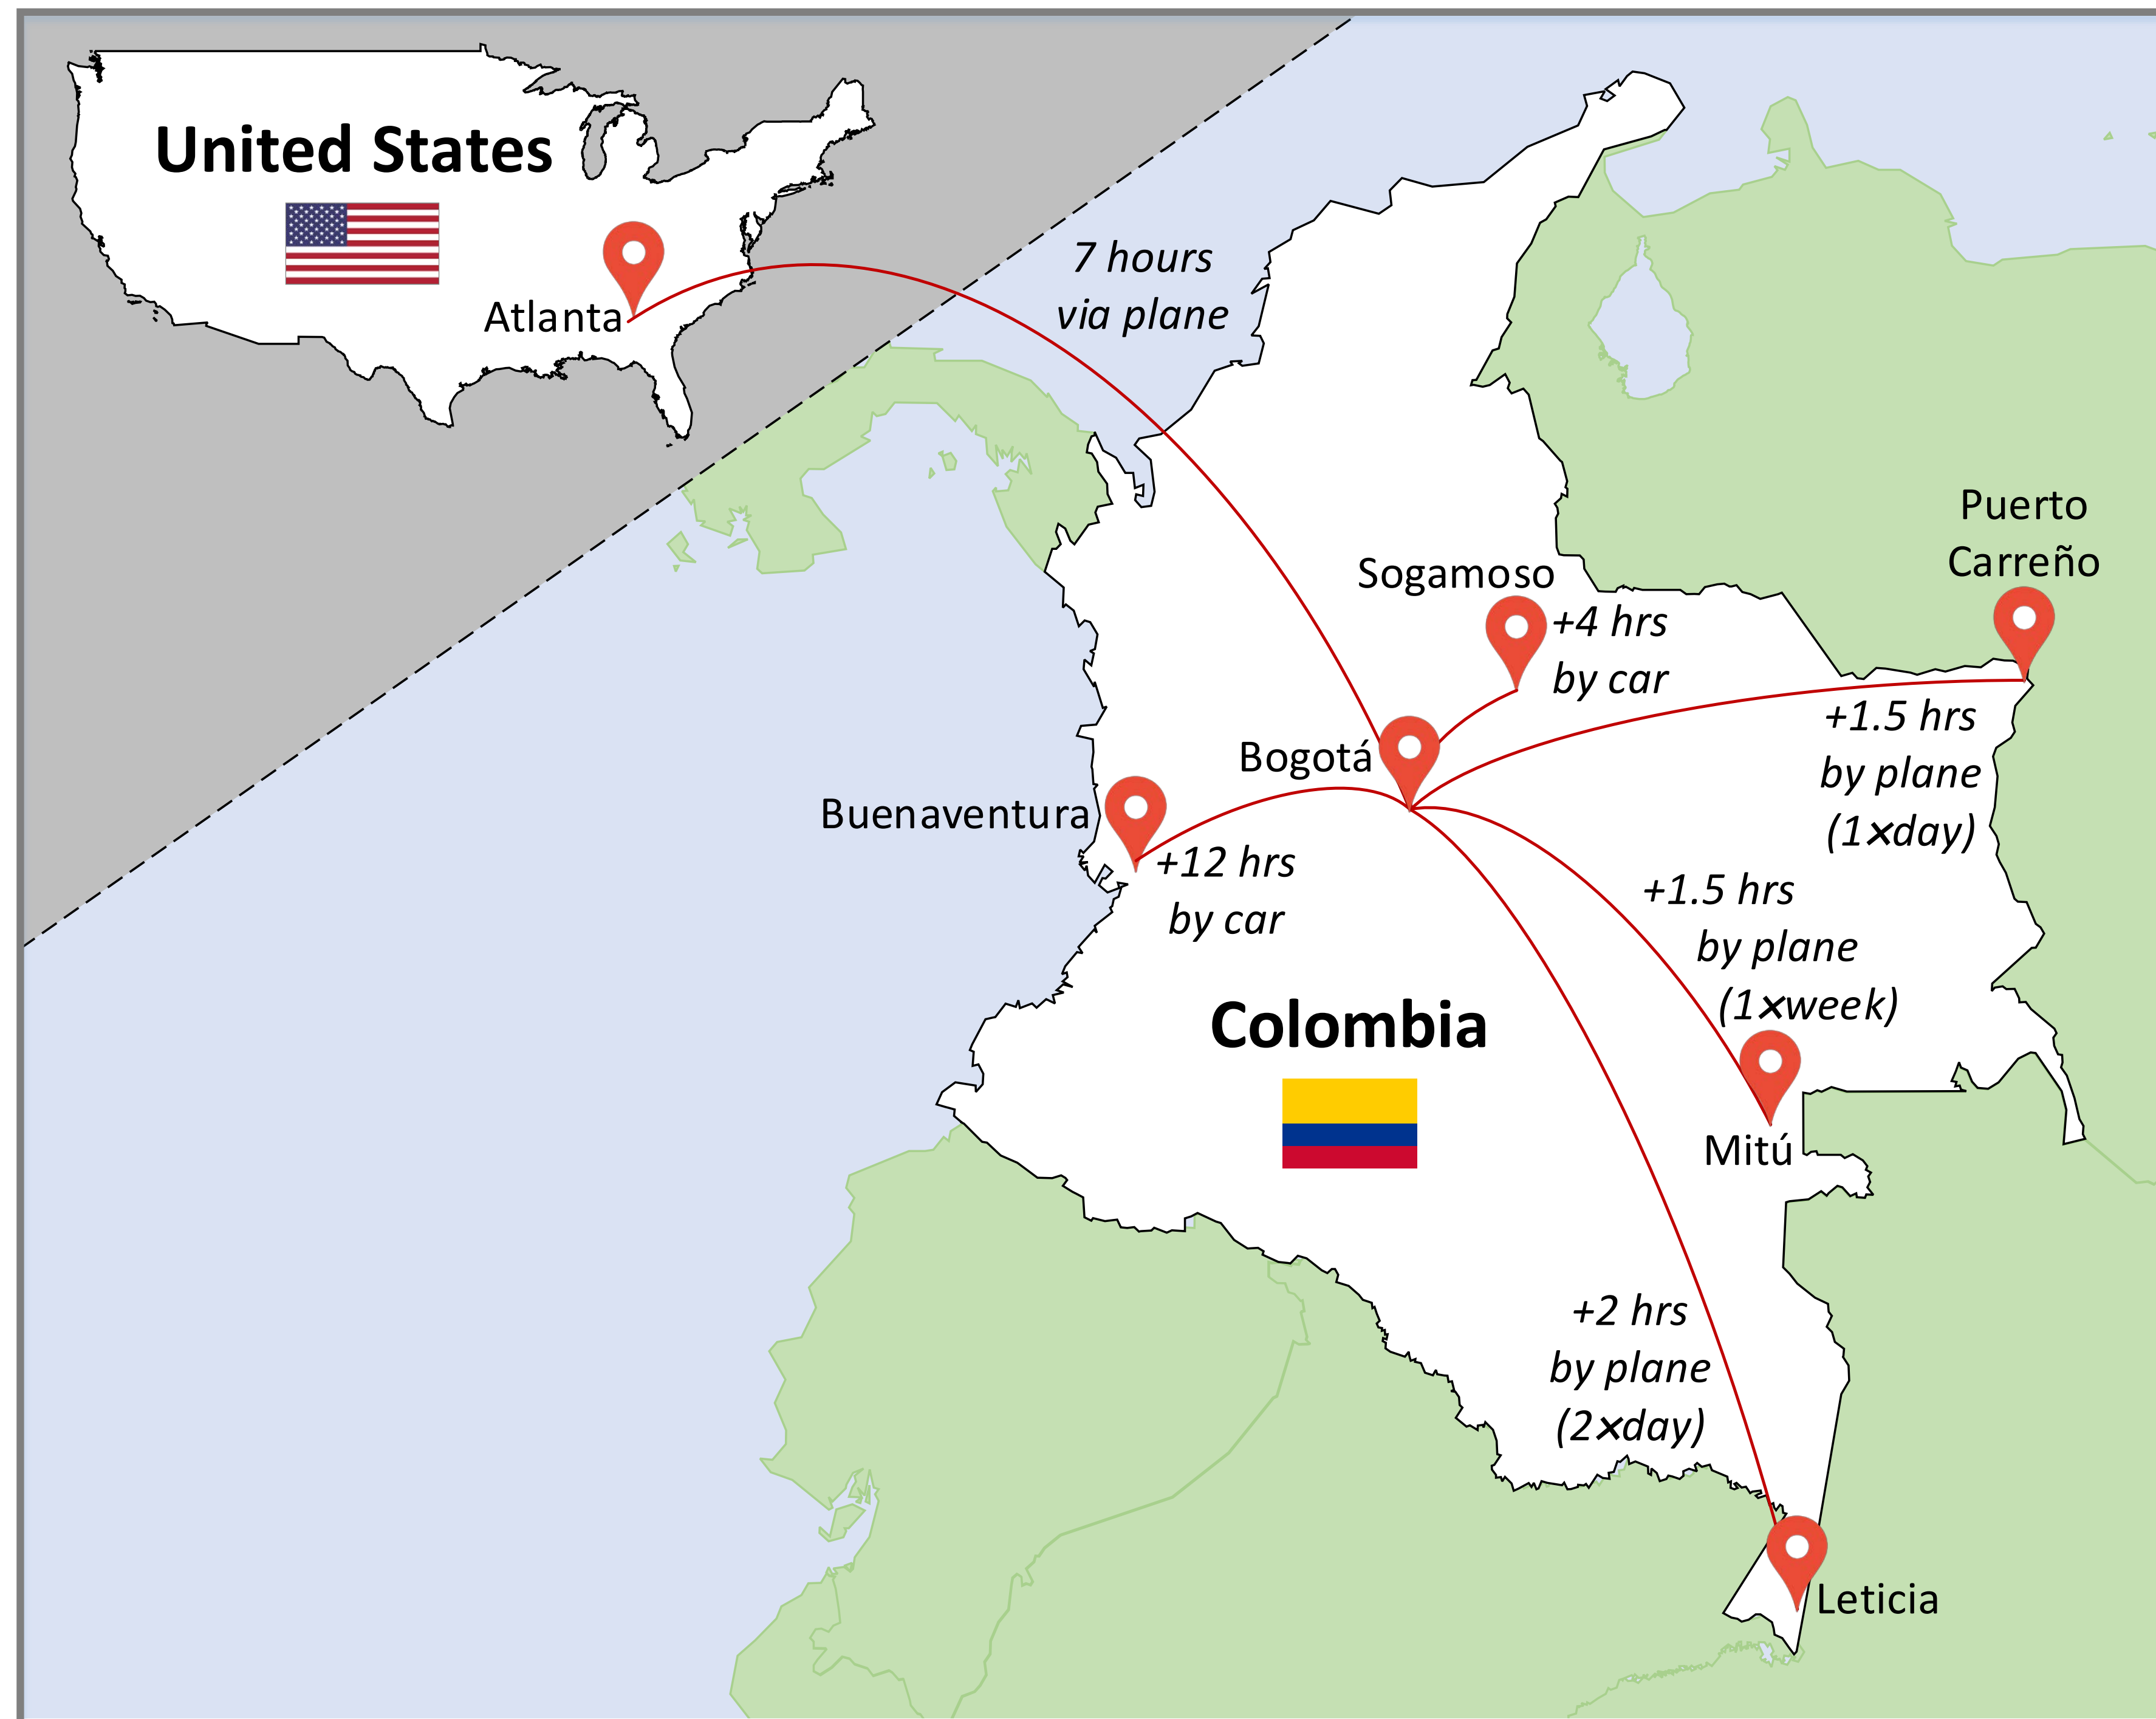 United States
Atlanta
7 hours
via plane
Puerto
Carreño
Sogamoso
+4 hrs
by car
Bogotá
+1.5 hrs
by plane
(1×day)
Buenaventura
+12 hrs
by car
+1.5 hrs
by plane
(1×week)
Colombia
Mitú
+2 hrs
by plane
(2×day)
Leticia